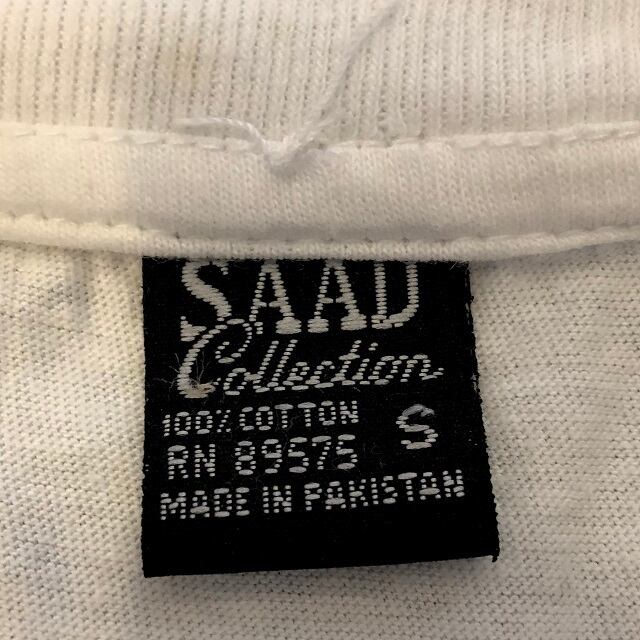 SAAD
Collection
100% COTTON S
RN 89575
MADE IN PAKISTAN